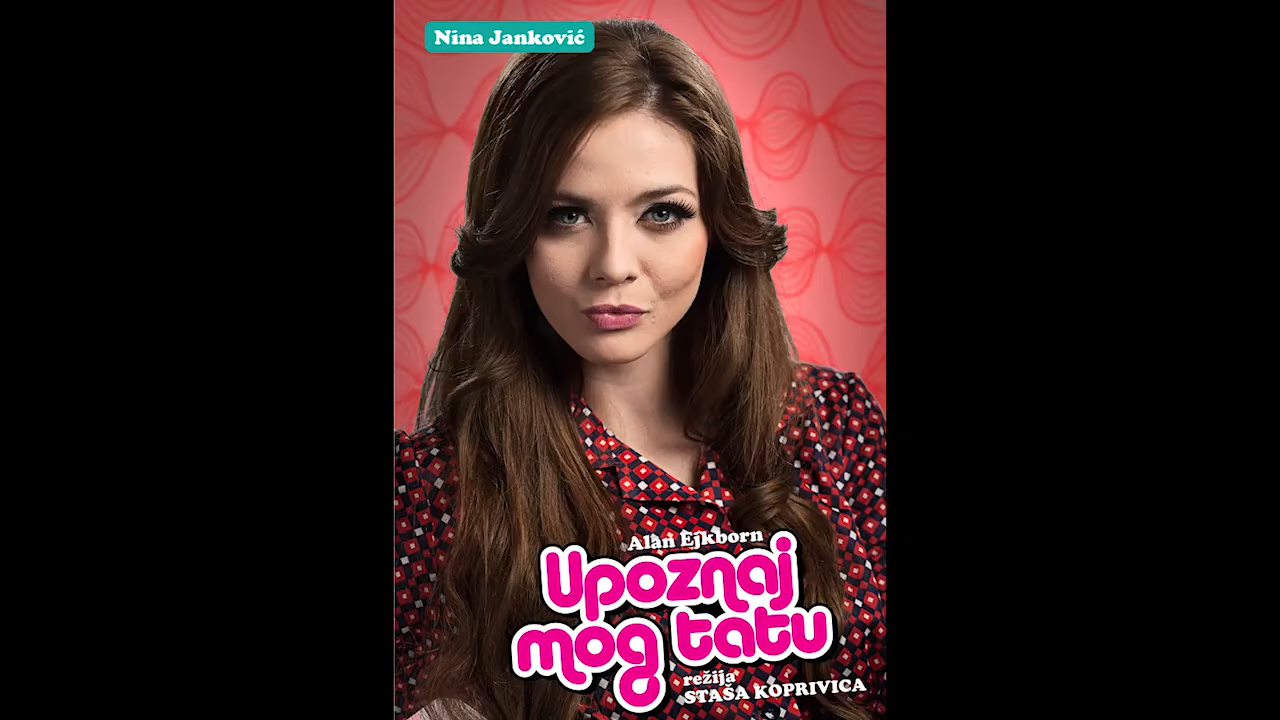 Nina Janković
Alan Ejkborn
Upoznaj
mog tatu
režija
STAŠA KOPRIVICA